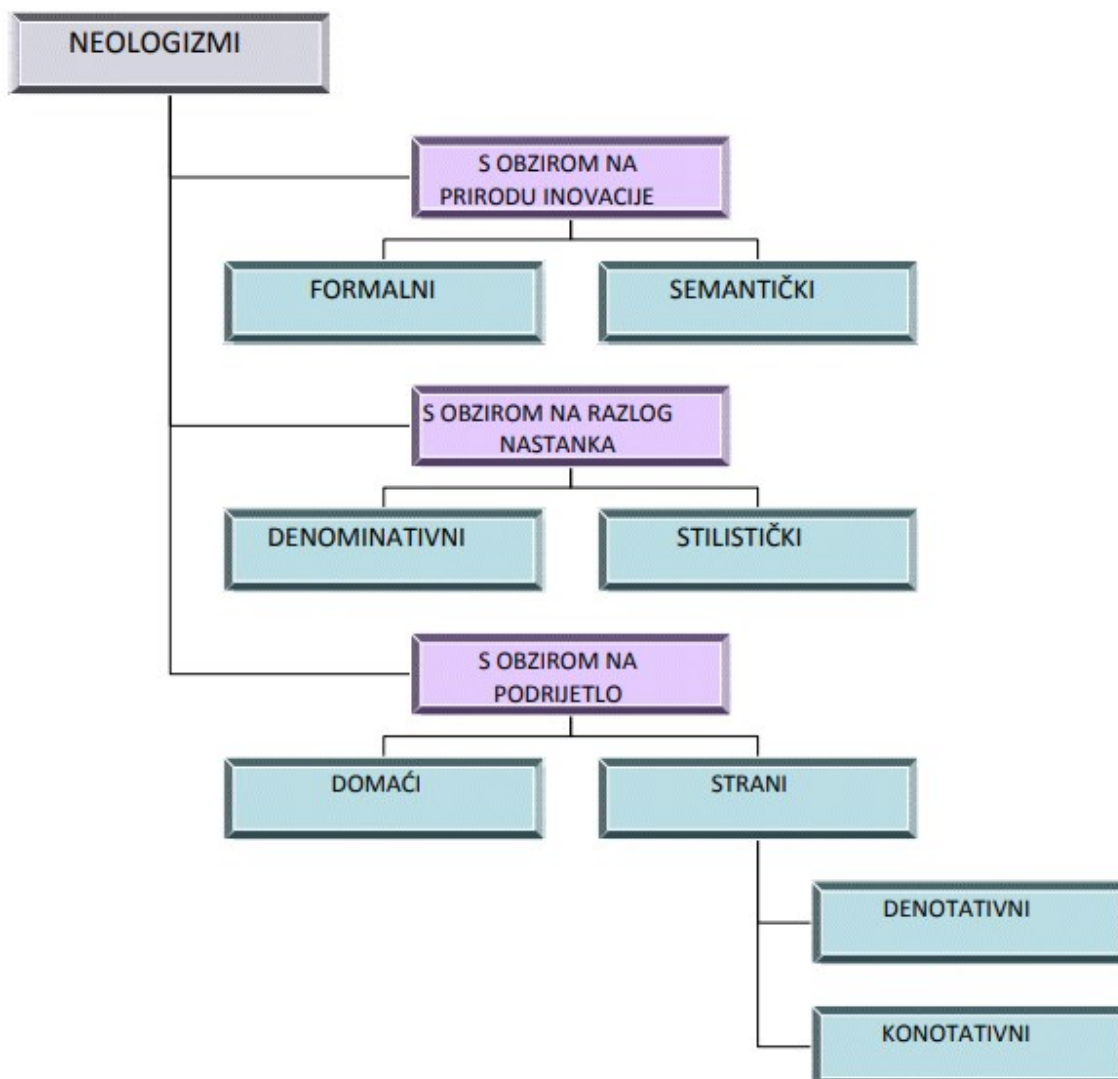 NEOLOGIZMI
S OBZIROM NA
PRIRODU INOVACIJE
FORMALNI
SEMANTIČKI
S OBZIROM NA RAZLOG
NASTANKA
DENOMINATIVNI
STILISTIČKI
S OBZIROM NA
PODRIJETLO
DOMAĆI
STRANI
DENOTATIVNI
KONOTATIVNI